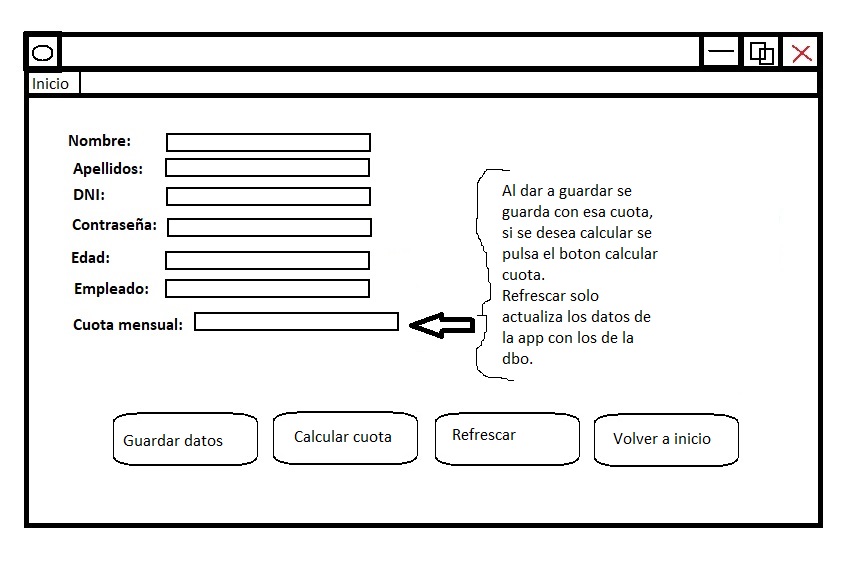 Inicio
Nombre:
Apellidos:
DNI:
Contraseña:
Edad:
Empleado:
Cuota mensual:
Al dar a guardar se
guarda con esa cuota,
si se desea calcular se
pulsa el boton calcular
cuota.
Refrescar solo
actualiza los datos de
la app con los de la
dbo.
Guardar datos
Calcular cuota
Refrescar
Volver a inicio